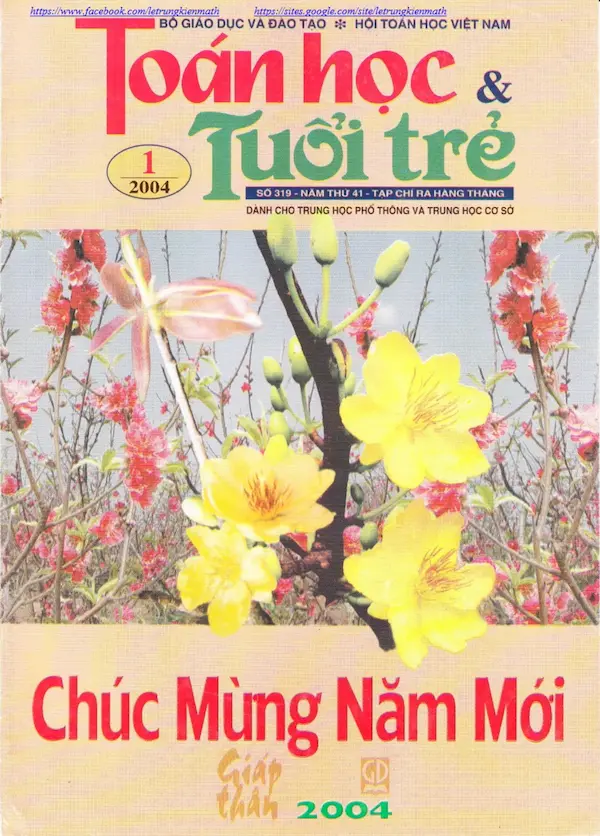 https://www.facebook.com/letrungkienmath https://sites.google.com/site/letrungkienmath
BỘ GIÁO DỤC VÀ ĐÀO TẠO ✻ HỘI TOÁN HỌC VIỆT NAM
Toán học &
Tuổi trẻ
1
2004
SỐ 319 - NĂM THỨ 41 - TẠP CHÍ RA HÀNG THÁNG
DÀNH CHO TRUNG HỌC PHỔ THÔNG VÀ TRUNG HỌC CƠ SỞ
Chúc Mừng Năm Mới
Giáp
thân 2004
GD